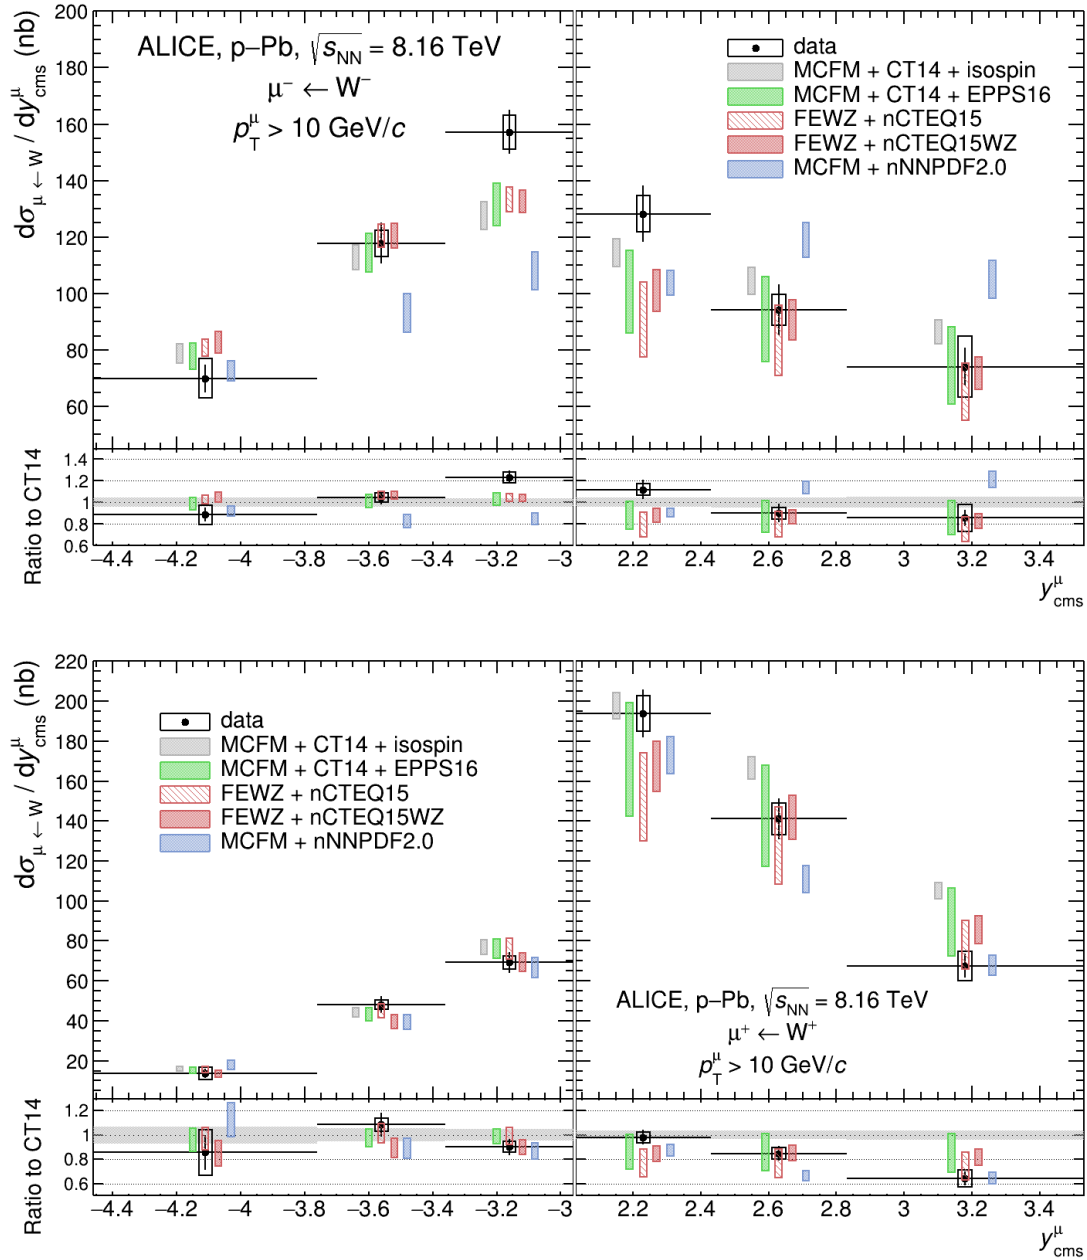 ALICE, p–Pb, √sNN = 8.16 TeV
μ− ← W−
pTμ > 10 GeV/c
data
MCFM + CT14 + isospin
MCFM + CT14 + EPPS16
FEWZ + nCTEQ15
FEWZ + nCTEQ15WZ
MCFM + nNNPDF2.0
dσμ ← W / dyμcms (nb)
200
180
160
140
120
100
80
60
Ratio to CT14
1.4
1.2
1
0.8
0.6
−4.4 −4.2 −4 −3.8 −3.6 −3.4 −3.2 −3 2.2 2.4 2.6 2.8 3 3.2 3.4
yμcms
dσμ ← W / dyμcms (nb)
220
200
180
160
140
120
100
80
60
40
20
data
MCFM + CT14 + isospin
MCFM + CT14 + EPPS16
FEWZ + nCTEQ15
FEWZ + nCTEQ15WZ
MCFM + nNNPDF2.0
ALICE, p–Pb, √sNN = 8.16 TeV
μ+ ← W+
pTμ > 10 GeV/c
Ratio to CT14
1.2
1
0.8
0.6
−4.4 −4.2 −4 −3.8 −3.6 −3.4 −3.2 −3 2.2 2.4 2.6 2.8 3 3.2 3.4
yμcms